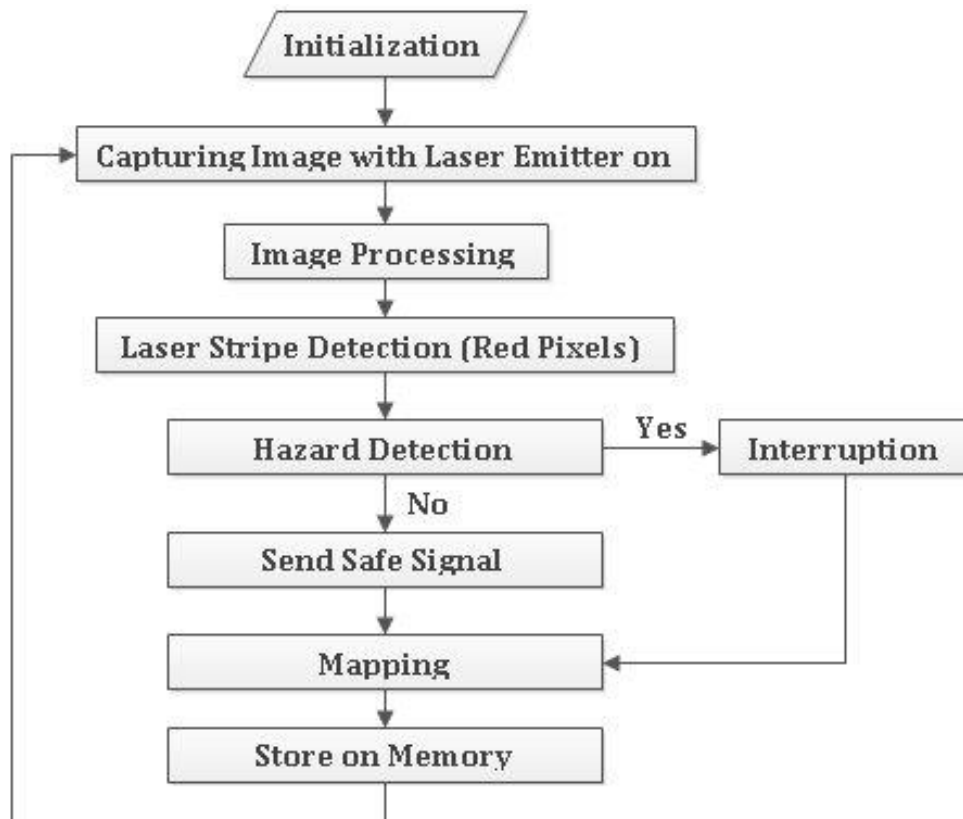 Initialization
Capturing Image with Laser Emitter on
Image Processing
Laser Stripe Detection (Red Pixels)
Hazard Detection
Yes
Interruption
No
Send Safe Signal
Mapping
Store on Memory